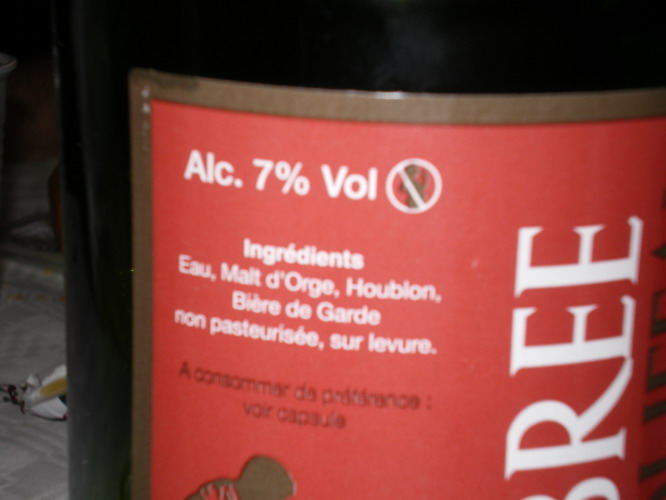 Alc. 7% Vol
Ingrédients
Eau, Malt d'Orge, Houblon,
Bière de Garde
non pasteurisée, sur levure.
A consommer de préférence :
voir capsule
BREE